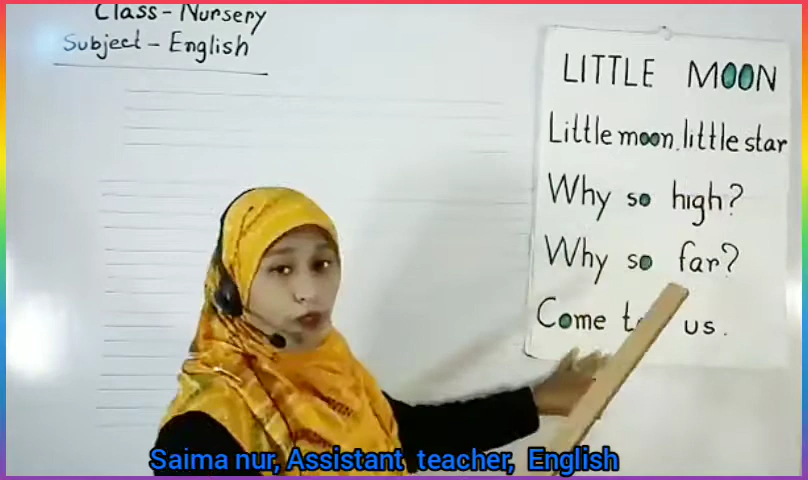 Class - Nursery
Subject - English
LITTLE MOON
Little moon, little star
Why so high?
Why so far?
Come to us.
Saima nur, Assistant teacher, English